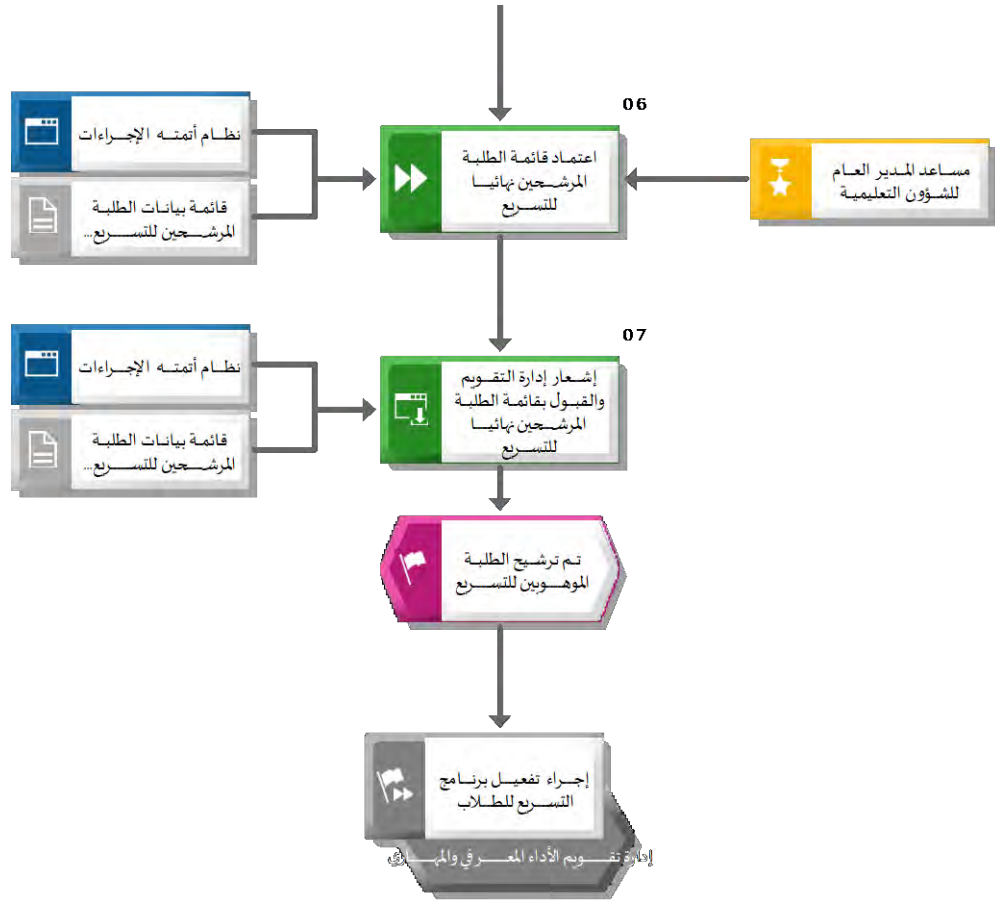 06
نظام أتمته الإجراءات
اعتماد قائمة الطلبة
المرشحين نهائيا
للتسريع
مساعد المدير العام
للشؤون التعليمية
قائمة بيانات الطلبة
المرشحين للتسريع...
07
نظام أتمته الإجراءات
إشعار إدارة التقويم
والقبول بقائمة الطلبة
المرشحين نهائيا
للتسريع
قائمة بيانات الطلبة
المرشحين للتسريع...
تم ترشيح الطلبة
الموهوبين للتسريع
إجراء تفعيل برنامج
التسريع للطلاب
إدارة تقويم الأداء المعرفي والمهاري